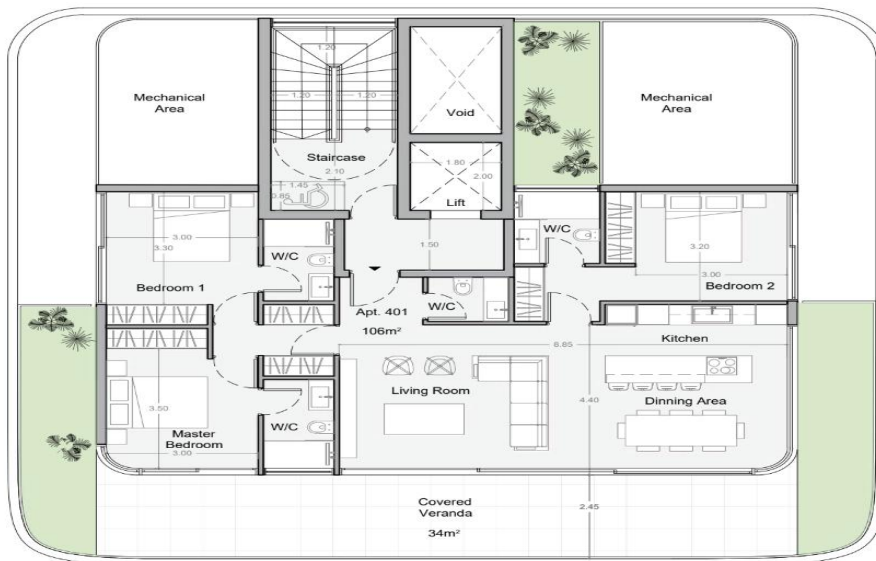 1.20
Mechanical
Area
Void
Mechanical
Area
1.20
1.20
Staircase
1.80
2.00
2.10
1.45
0.85
Lift
3.00
3.30
W/C
1.50
W/C
3.20
3.00
Bedroom 1
W/C
Bedroom 2
Apt. 401
106m²
Kitchen
8.85
Living Room
4.40
Dinning Area
3.50
W/C
Master
Bedroom
3.00
Covered
Veranda
34m²
2.45